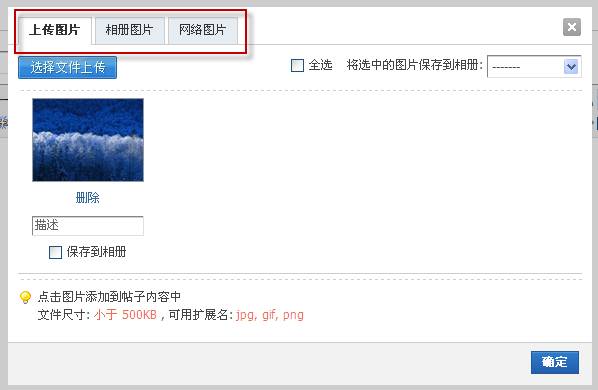 上传图片 相册图片 网络图片
选择文件上传 全选 将选中的图片保存到相册: -------
删除
描述
保存到相册
点击图片添加到帖子内容中
文件尺寸: 小于 500KB , 可用扩展名: jpg, gif, png
确定